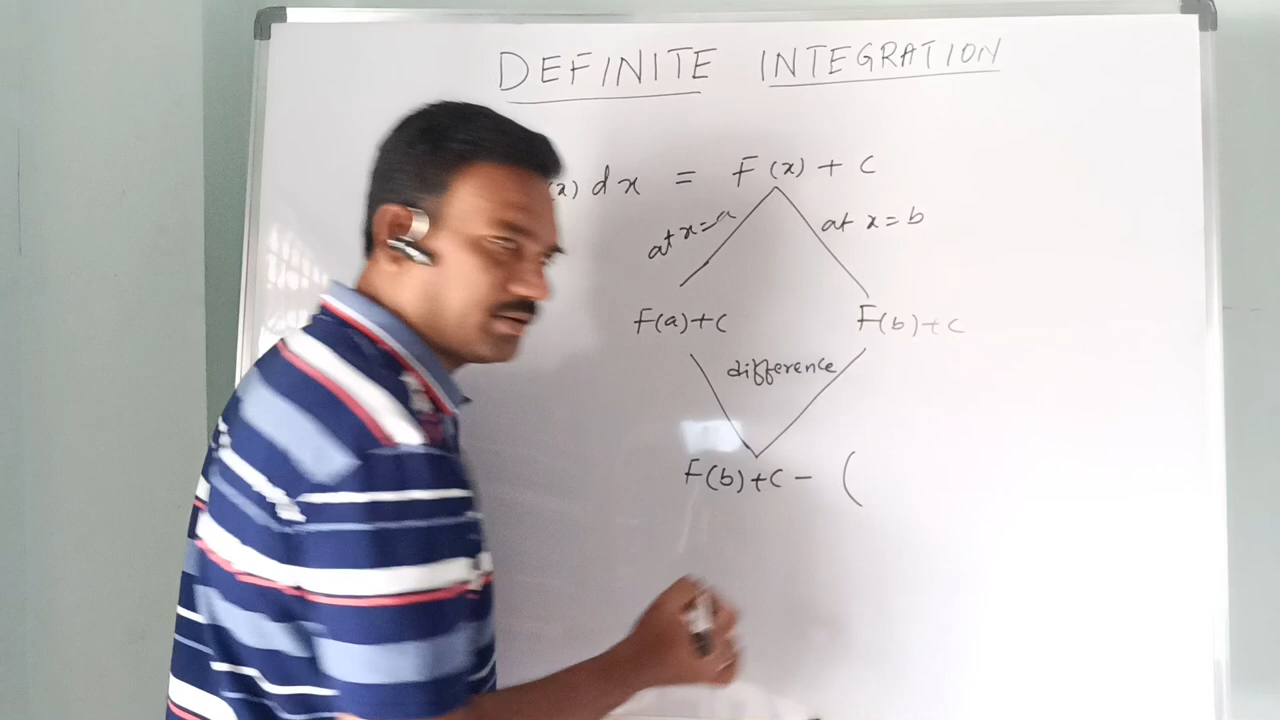 DEFINITE INTEGRATION
(x) dx = F(x) + C
at x=a at x=b
F(a)+C F(b)+C
difference
F(b)+C - (